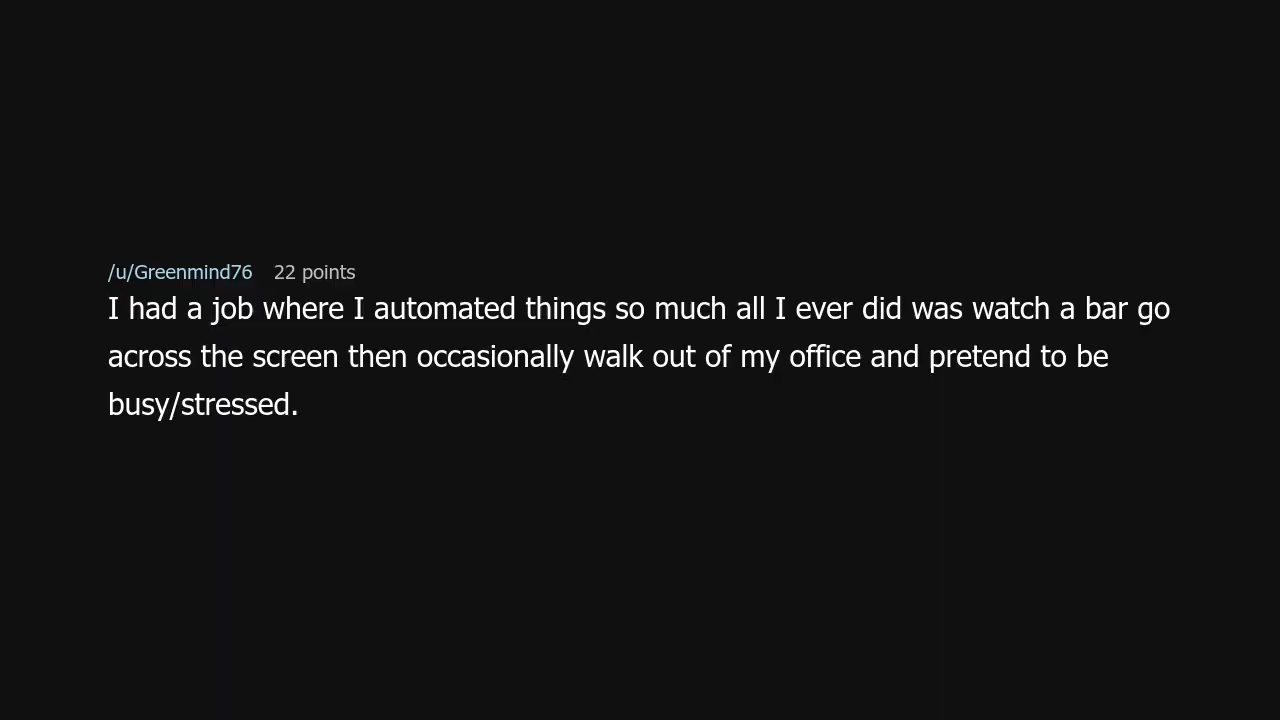 /u/Greenmind76 22 points
I had a job where I automated things so much all I ever did was watch a bar go
across the screen then occasionally walk out of my office and pretend to be
busy/stressed.